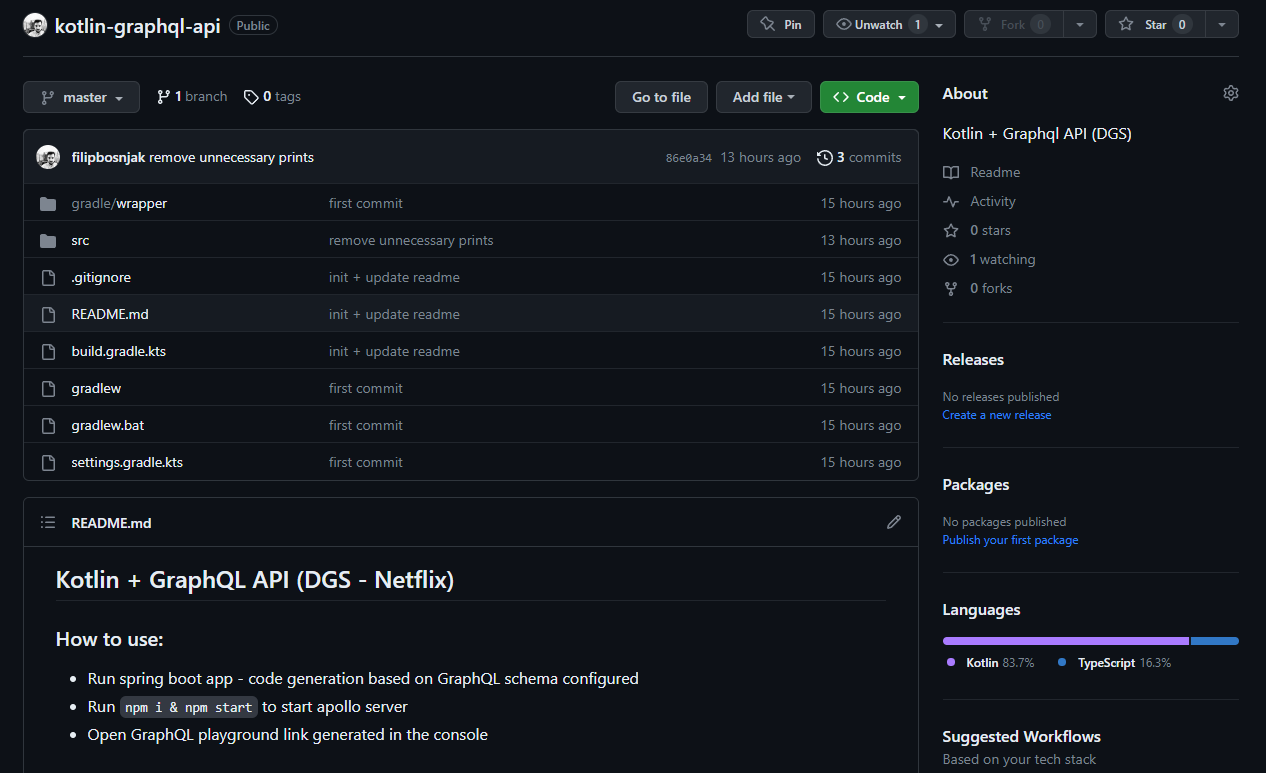 kotlin-graphql-api Public Pin Unwatch 1 Fork 0 Star 0
master 1 branch 0 tags Go to file Add file Code
filipbosnjak remove unnecessary prints 86e0a34 13 hours ago 3 commits
gradle/wrapper first commit 15 hours ago
src remove unnecessary prints 13 hours ago
.gitignore init + update readme 15 hours ago
README.md init + update readme 15 hours ago
build.gradle.kts init + update readme 15 hours ago
gradlew first commit 15 hours ago
gradlew.bat first commit 15 hours ago
settings.gradle.kts first commit 15 hours ago
README.md
Kotlin + GraphQL API (DGS - Netflix)
How to use:
Run spring boot app - code generation based on GraphQL schema configured
Run npm i & npm start to start apollo server
Open GraphQL playground link generated in the console
About
Kotlin + Graphql API (DGS)
Readme
Activity
0 stars
1 watching
0 forks
Releases
No releases published
Create a new release
Packages
No packages published
Publish your first package
Languages
Kotlin 83.7% TypeScript 16.3%
Suggested Workflows
Based on your tech stack